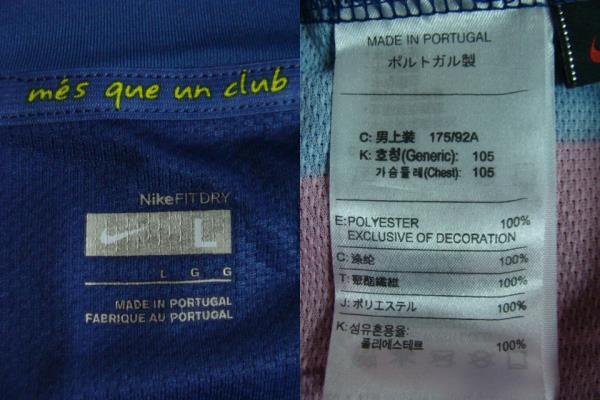 més que un club
NikeFITDRY
L
L G G
MADE IN PORTUGAL
FABRIQUE AU PORTUGAL
MADE IN PORTUGAL
ポルトガル製
C: 男上装 175/92A
K: 호칭(Generic): 105
가슴둘레(Chest): 105
E: POLYESTER 100%
EXCLUSIVE OF DECORATION
C: 涤纶 100%
T: 聚酯纖維 100%
J: ポリエステル 100%
K: 섬유혼용율:
폴리에스테르 100%